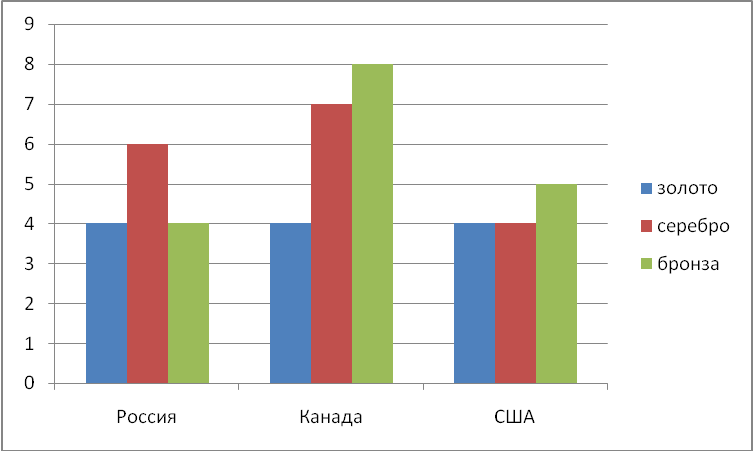 9
8
7
6
5
4
3
2
1
0
Россия
Канада
США
золото
серебро
бронза